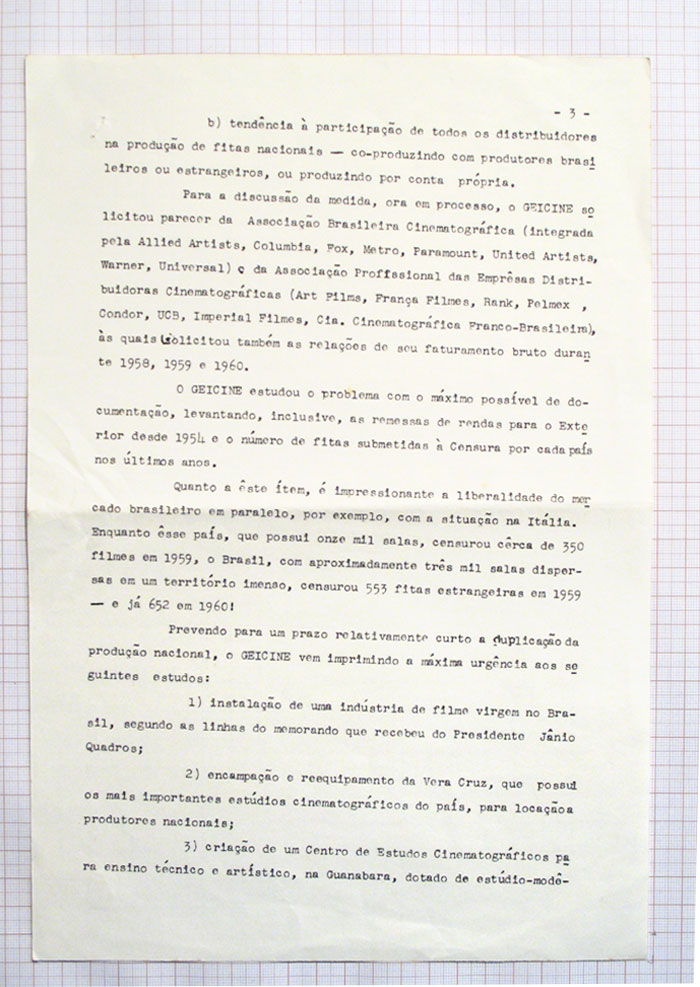 - 3 -
b) tendência à participação de todos os distribuidores
na produção de fitas nacionais — co-produzindo com produtores brasi
leiros ou estrangeiros, ou produzindo por conta própria.
Para a discussão da medida, ora em processo, o GEICINE so
licitou parecer da Associação Brasileira Cinematográfica (integrada
pela Allied Artists, Columbia, Fox, Metro, Paramount, United Artists,
Warner, Universal) e da Associação Proffssional das Emprêsas Distri-
buidoras Cinematográficas (Art Films, França Filmes, Rank, Pelmex ,
Condor, UCB, Imperial Filmes, Cia. Cinematográfica Franco-Brasileira),
às quais solicitou também as relações de seu faturamento bruto duran
te 1958, 1959 e 1960.
O GEICINE estudou o problema com o máximo possível de do-
cumentação, levantando, inclusive, as remessas de rendas para o Exte
rior desde 1954 e o número de fitas submetidas à Censura por cada país
nos últimos anos.
Quanto a êste ítem, é impressionante a liberalidade do mer
cado brasileiro em paralelo, por exemplo, com a situação na Itália.
Enquanto êsse país, que possui onze mil salas, censurou cêrca de 350
filmes em 1959, o Brasil, com aproximadamente três mil salas disper-
sas em um território imenso, censurou 553 fitas estrangeiras em 1959
— e já 652 em 1960!
Prevendo para um prazo relativamente curto a duplicação da
produção nacional, o GEICINE vem imprimindo a máxima urgência aos se
guintes estudos:
1) instalação de uma indústria de filme virgem no Bra-
sil, segundo as linhas do memorando que recebeu do Presidente Jânio
Quadros;
2) encampação e reequipamento da Vera Cruz, que possui
os mais importantes estúdios cinematográficos do país, para locação a
produtores nacionais;
3) criação de um Centro de Estudos Cinematográficos pa
ra ensino técnico e artístico, na Guanabara, dotado de estúdio-modê-